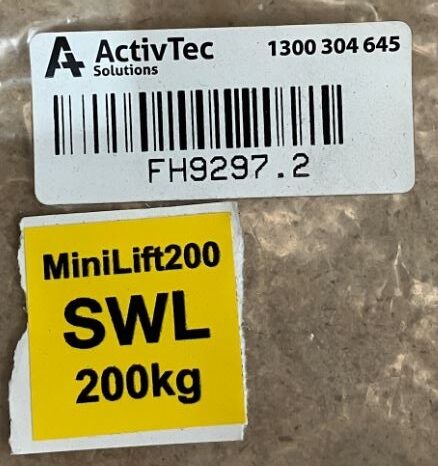 ActivTec 1300 304 645
Solutions
FH9297.2
MiniLift200
SWL
200kg